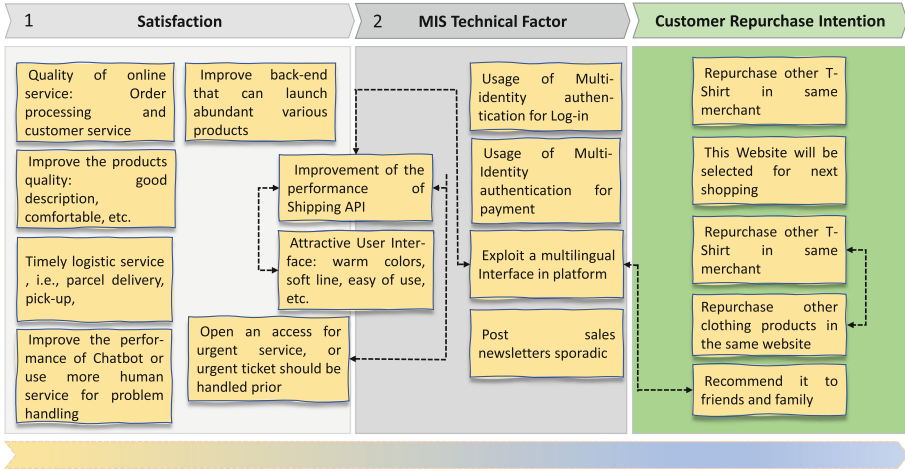 1 Satisfaction
2 MIS Technical Factor
Customer Repurchase Intention
Quality of online
service: Order
processing and
customer service
Improve the products
quality: good
description,
comfortable, etc.
Timely logistic service
, i.e., parcel delivery,
pick-up,
Improve the perfor-
mance of Chatbot or
use more human
service for problem
handling
Improve back-end
that can launch
abundant various
products
Improvement of the
performance of
Shipping API
Attractive User Inter-
face: warm colors,
soft line, easy of use,
etc.
Open an access for
urgent service, or
urgent ticket should be
handled prior
Usage of Multi-
identity authen-
tication for Log-in
Usage of Multi-
Identity
authentication for
payment
Exploit a multilingual
Interface in platform
Post sales
newsletters sporadic
Repurchase other T-
Shirt in same
merchant
This Website will be
selected for next
shopping
Repurchase other T-
Shirt in same
merchant
Repurchase other
clothing products in
the same website
Recommend it to
friends and family